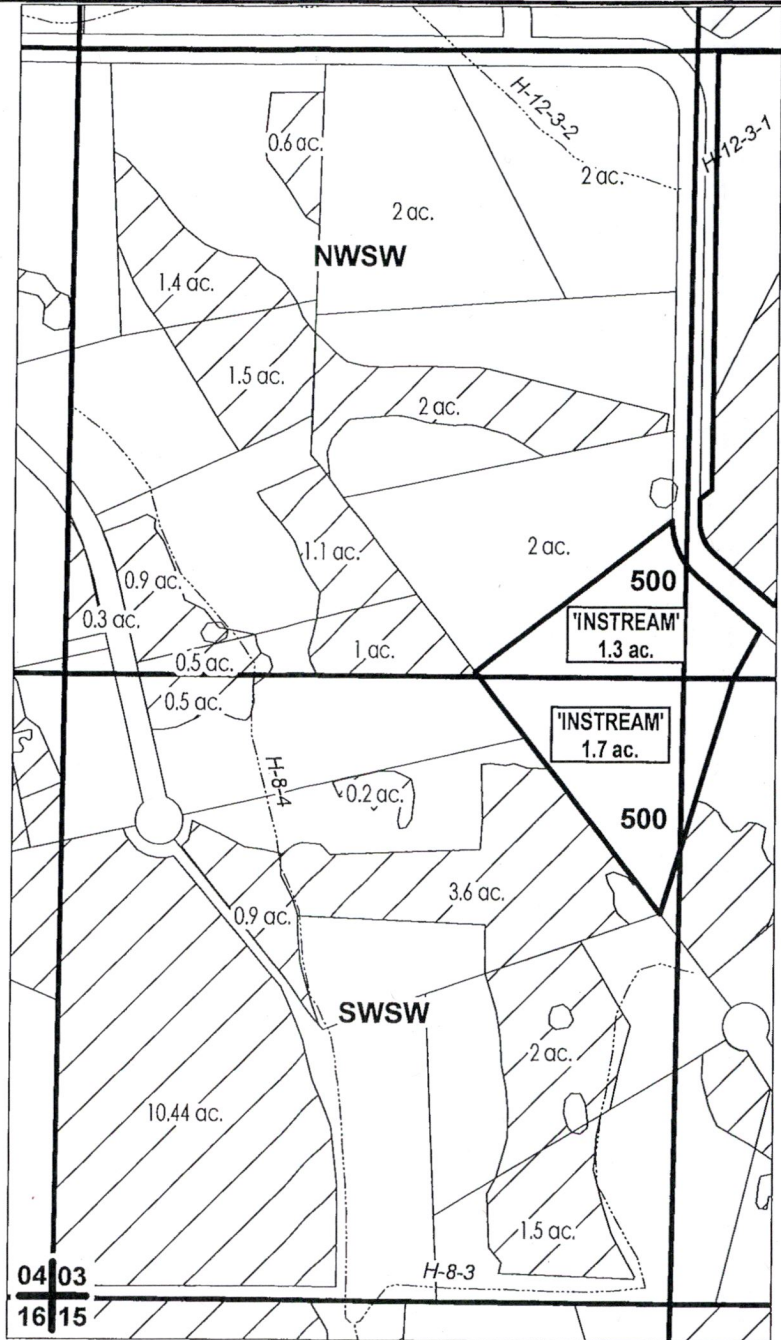 H-12-3-2
H-12-3-1
0.6 ac.
2 ac.
2 ac.
NWSW
1.4 ac.
1.5 ac.
2 ac.
1.1 ac.
2 ac.
500
0.9 ac.
0.3 ac.
'INSTREAM'
1.3 ac.
0.5 ac.
1 ac.
0.5 ac.
'INSTREAM'
1.7 ac.
H-8-4
0.2 ac.
500
3.6 ac.
0.9 ac.
SWSW
2 ac.
10.44 ac.
1.5 ac.
H-8-3
04 03
16 15